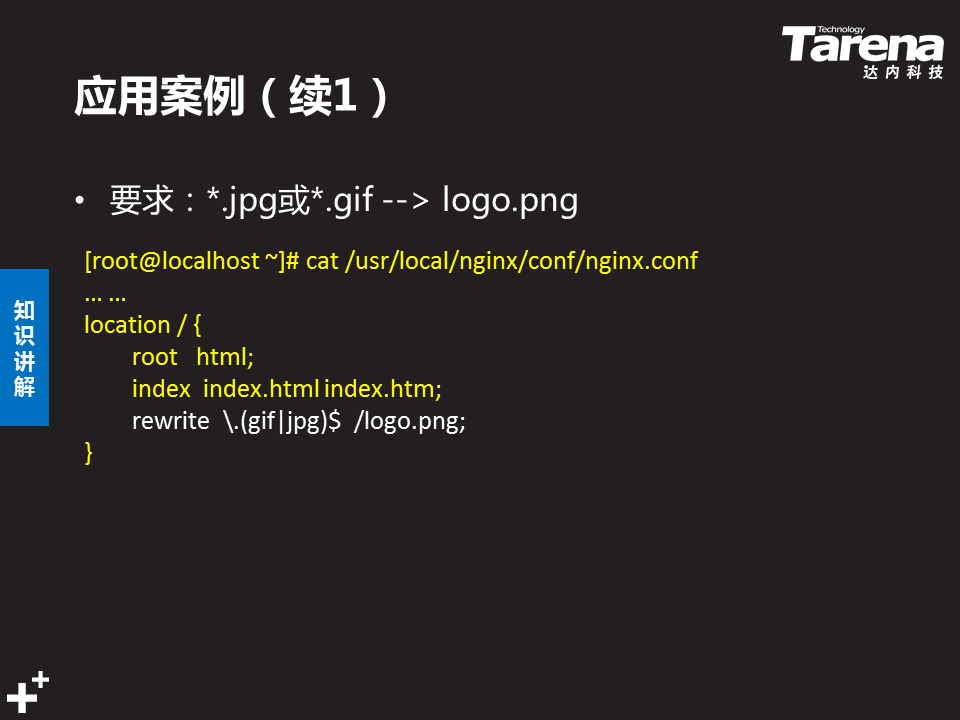 Technology
Tarena
达内科技
应用案例（续1）
• 要求：*.jpg或*.gif --> logo.png
[root@localhost ~]# cat /usr/local/nginx/conf/nginx.conf
... ...
location / {
root html;
index index.html index.htm;
rewrite \.(gif|jpg)$ /logo.png;
}
知
识
讲
解